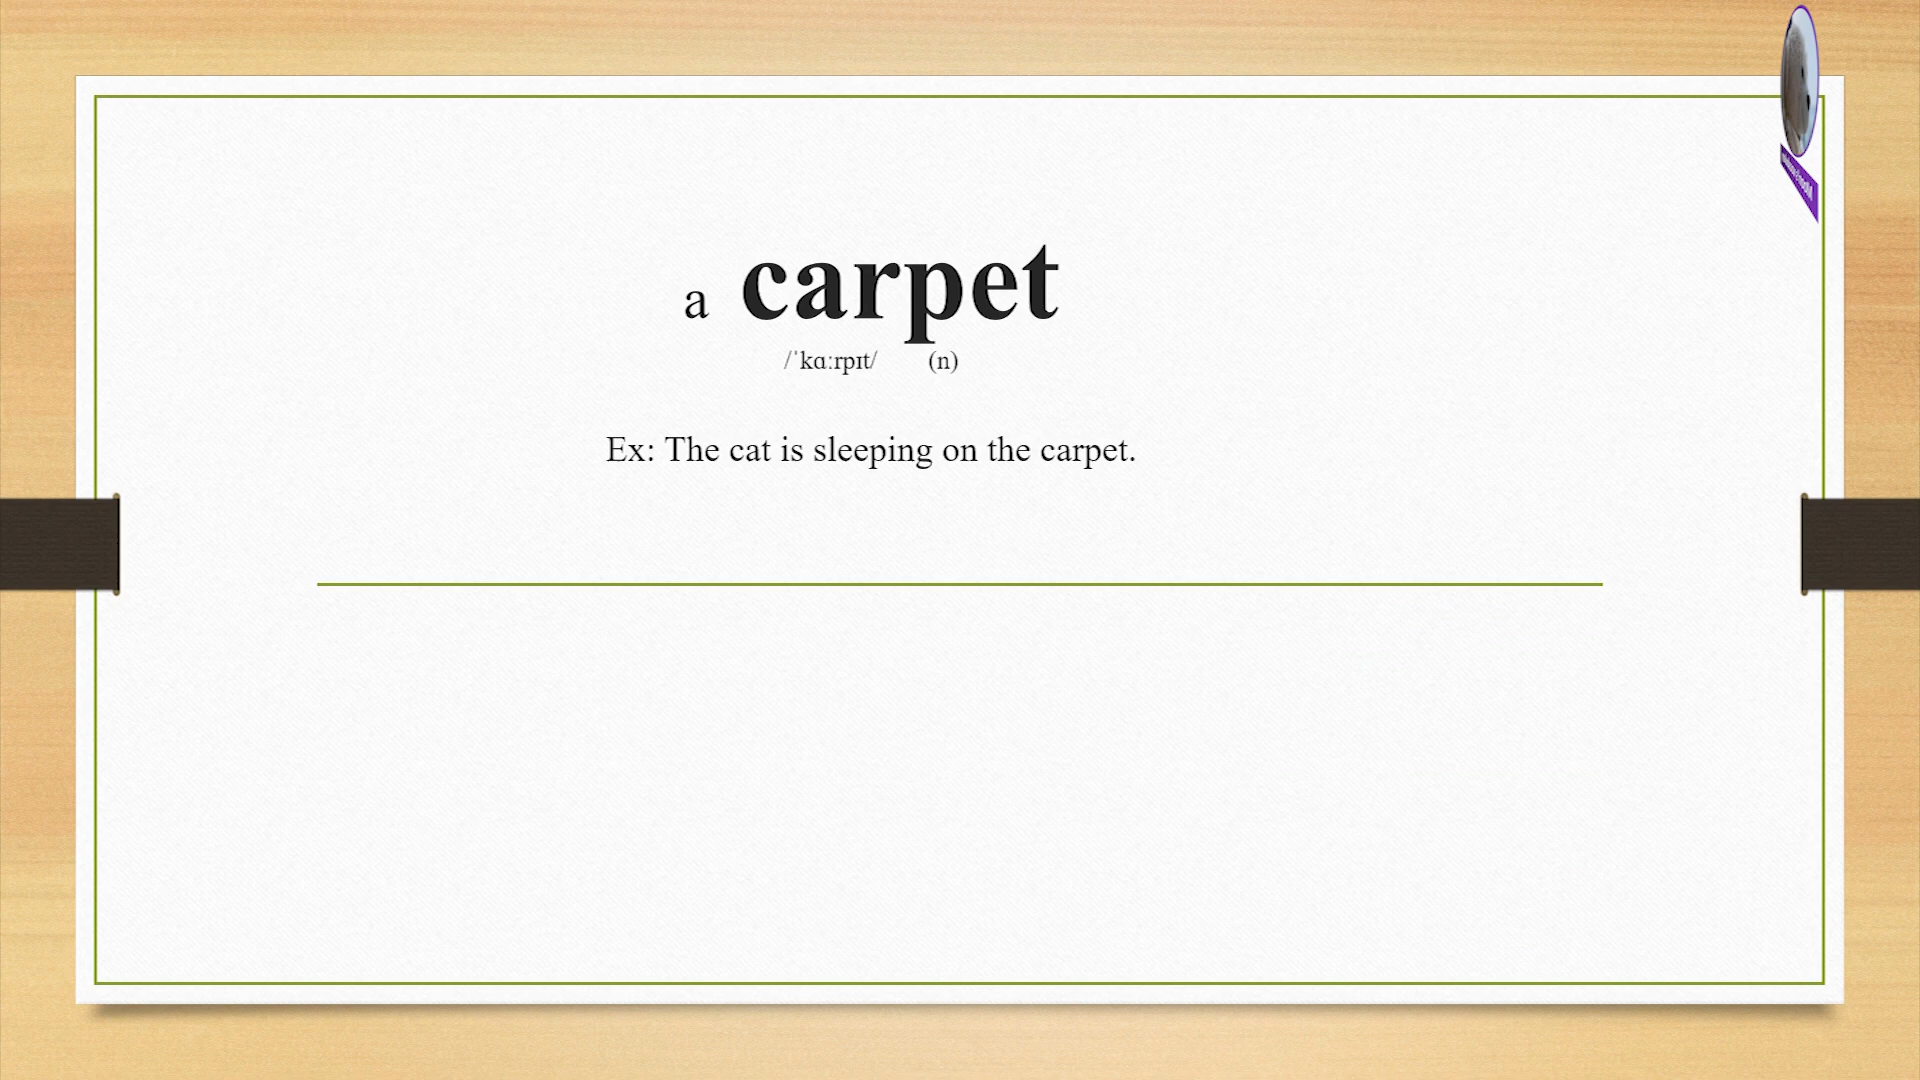 a carpet
/ˈkɑːrpɪt/ (n)
Ex: The cat is sleeping on the carpet.